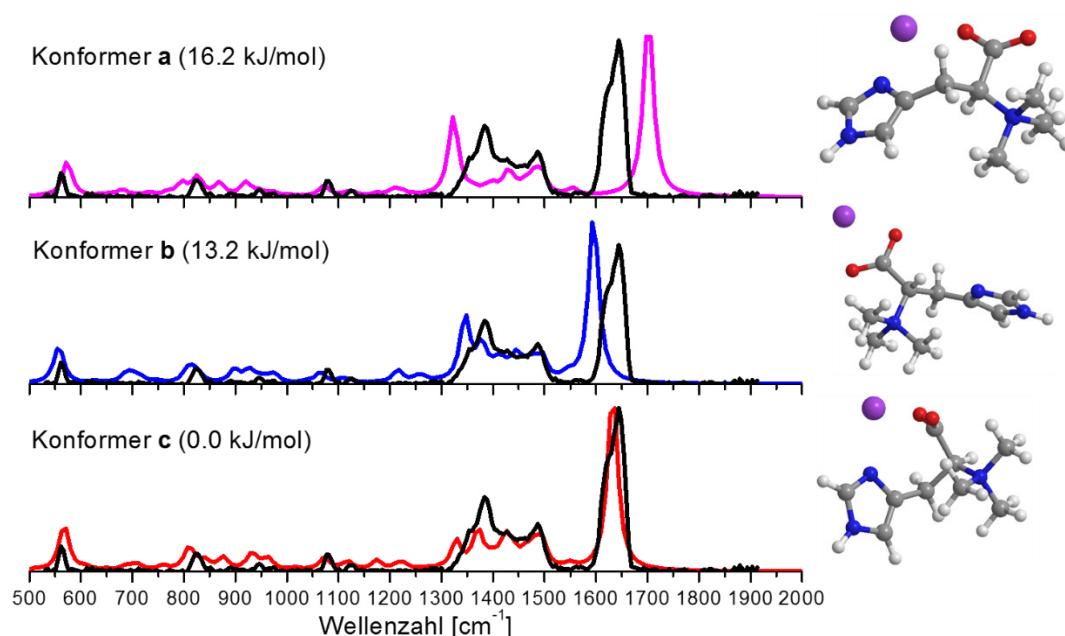 Konformer a (16.2 kJ/mol)
Konformer b (13.2 kJ/mol)
Konformer c (0.0 kJ/mol)
500 600 700 800 900 1000 1100 1200 1300 1400 1500 1600 1700 1800 1900 2000
Wellenzahl [cm⁻¹]